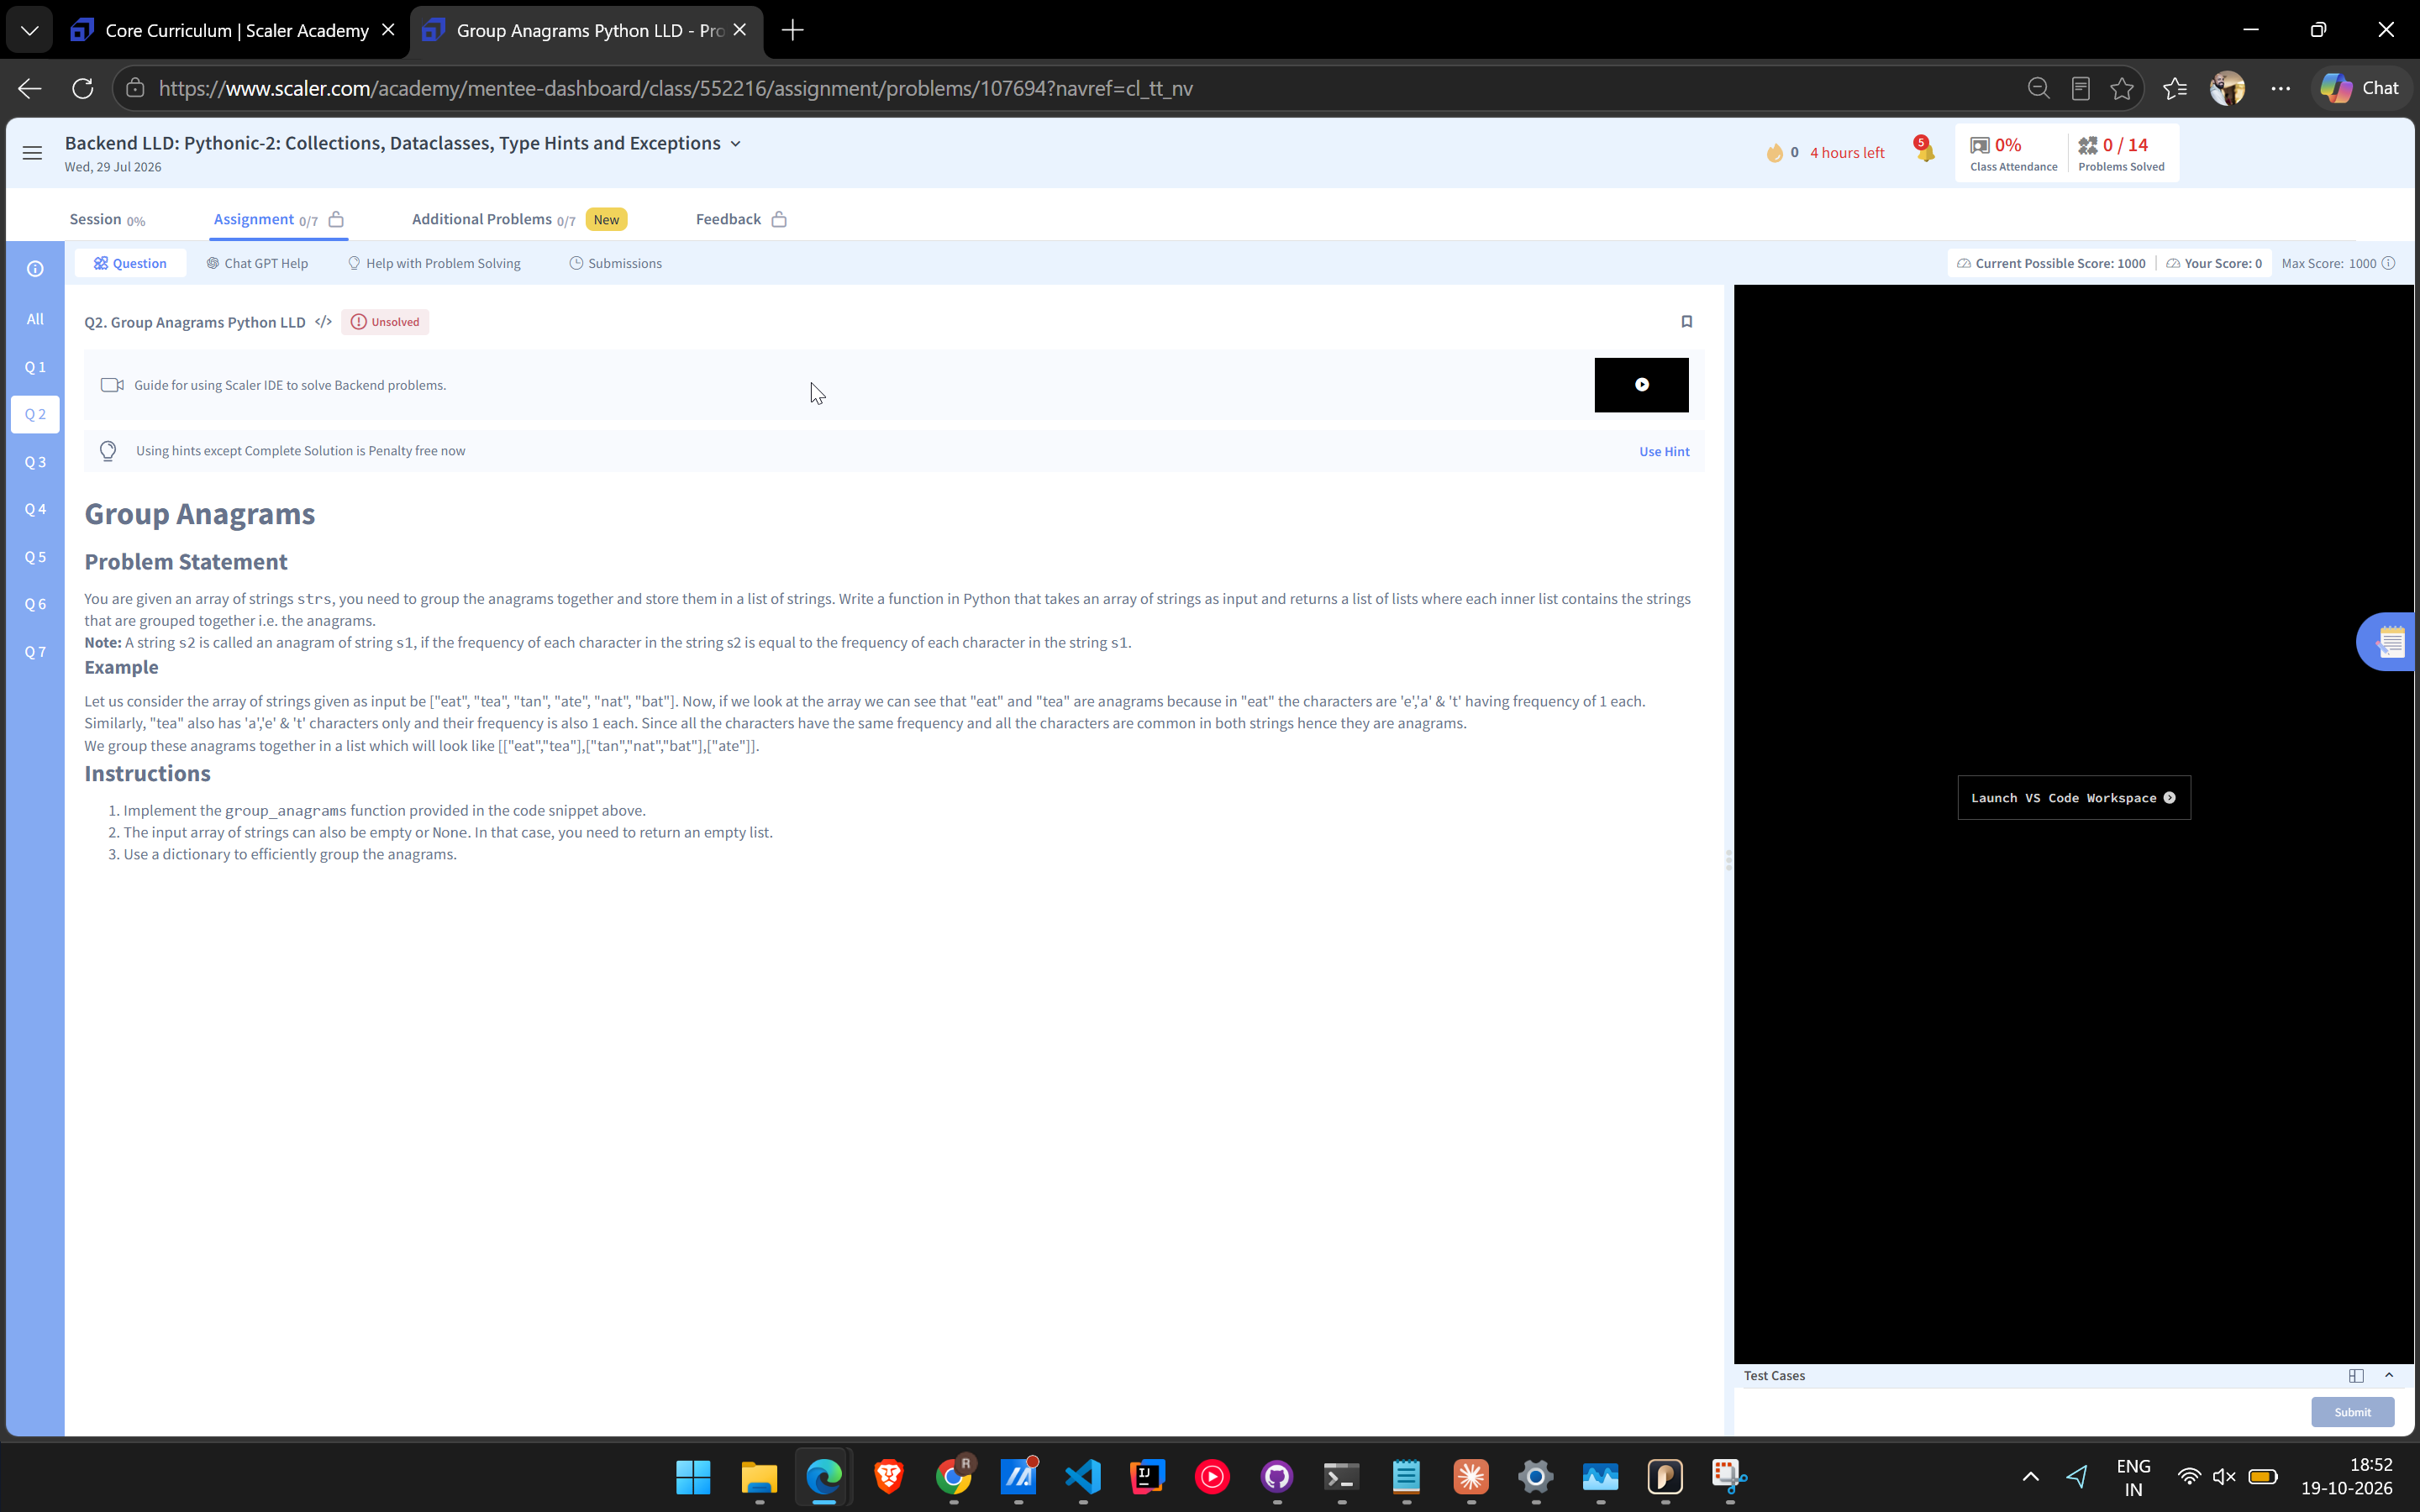 Core Curriculum | Scaler Academy
Group Anagrams Python LLD - Pro
https://www.scaler.com/academy/mentee-dashboard/class/552216/assignment/problems/107694?navref=cl_tt_nv
Chat
Backend LLD: Pythonic-2: Collections, Dataclasses, Type Hints and Exceptions
Wed, 29 Jul 2026
0 4 hours left
5
0%
Class Attendance
0 / 14
Problems Solved
Session 0%
Assignment 0/7
Additional Problems 0/7 New
Feedback
Question
Chat GPT Help
Help with Problem Solving
Submissions
Current Possible Score: 1000
Your Score: 0
Max Score: 1000
All
Q 1
Q 2
Q 3
Q 4
Q 5
Q 6
Q 7
Q2. Group Anagrams Python LLD </> Unsolved
Guide for using Scaler IDE to solve Backend problems.
Using hints except Complete Solution is Penalty free now
Use Hint
Group Anagrams
Problem Statement
You are given an array of strings strs, you need to group the anagrams together and store them in a list of strings. Write a function in Python that takes an array of strings as input and returns a list of lists where each inner list contains the strings
that are grouped together i.e. the anagrams.
Note: A string s2 is called an anagram of string s1, if the frequency of each character in the string s2 is equal to the frequency of each character in the string s1.
Example
Let us consider the array of strings given as input be ["eat", "tea", "tan", "ate", "nat", "bat"]. Now, if we look at the array we can see that "eat" and "tea" are anagrams because in "eat" the characters are 'e','a' & 't' having frequency of 1 each.
Similarly, "tea" also has 'a','e' & 't' characters only and their frequency is also 1 each. Since all the characters have the same frequency and all the characters are common in both strings hence they are anagrams.
We group these anagrams together in a list which will look like [["eat","tea"],["tan","nat","bat"],["ate"]].
Instructions
1. Implement the group_anagrams function provided in the code snippet above.
2. The input array of strings can also be empty or None. In that case, you need to return an empty list.
3. Use a dictionary to efficiently group the anagrams.
Launch VS Code Workspace
Test Cases
Submit
R
IJ
ENG
IN
18:52
19-10-2026